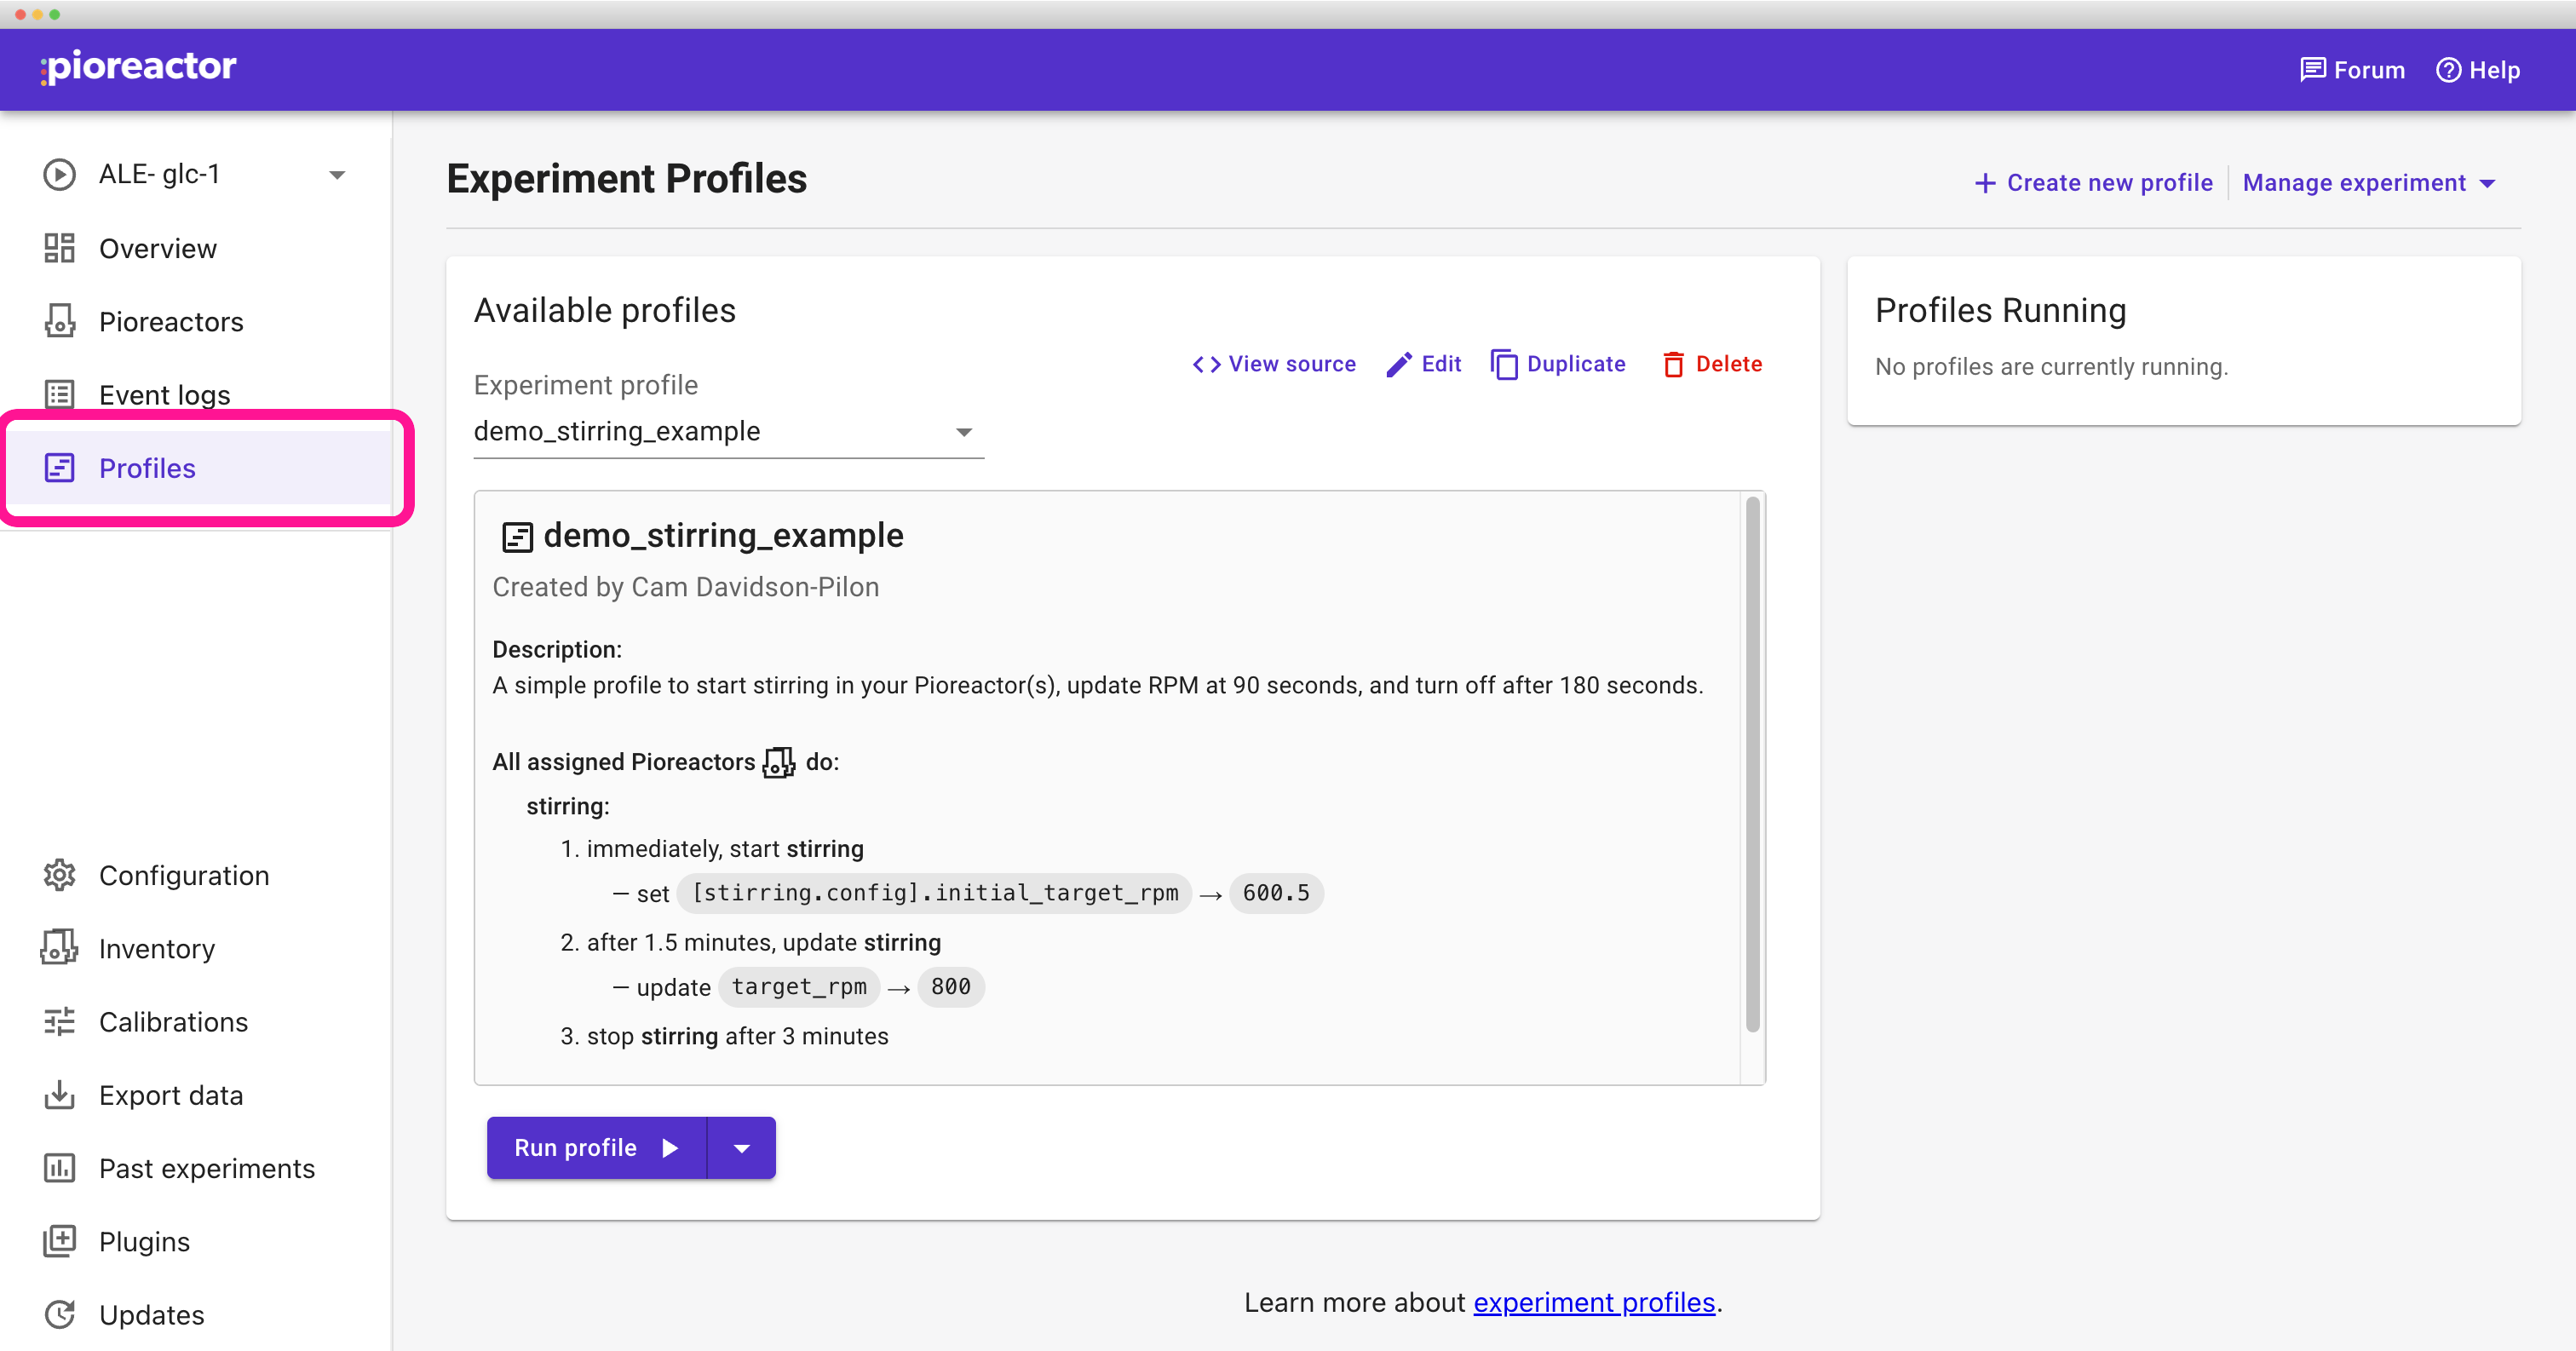 pioreactor
Forum
Help
ALE- glc-1
Overview
Pioreactors
Event logs
Profiles
Configuration
Inventory
Calibrations
Export data
Past experiments
Plugins
Updates
Experiment Profiles
Create new profile
Manage experiment
Available profiles
View source
Edit
Duplicate
Delete
Experiment profile
demo_stirring_example
demo_stirring_example
Created by Cam Davidson-Pilon
Description:
A simple profile to start stirring in your Pioreactor(s), update RPM at 90 seconds, and turn off after 180 seconds.
All assigned Pioreactors do:
stirring:
1. immediately, start stirring
— set [stirring.config].initial_target_rpm → 600.5
2. after 1.5 minutes, update stirring
— update target_rpm → 800
3. stop stirring after 3 minutes
Run profile
Profiles Running
No profiles are currently running.
Learn more about experiment profiles.